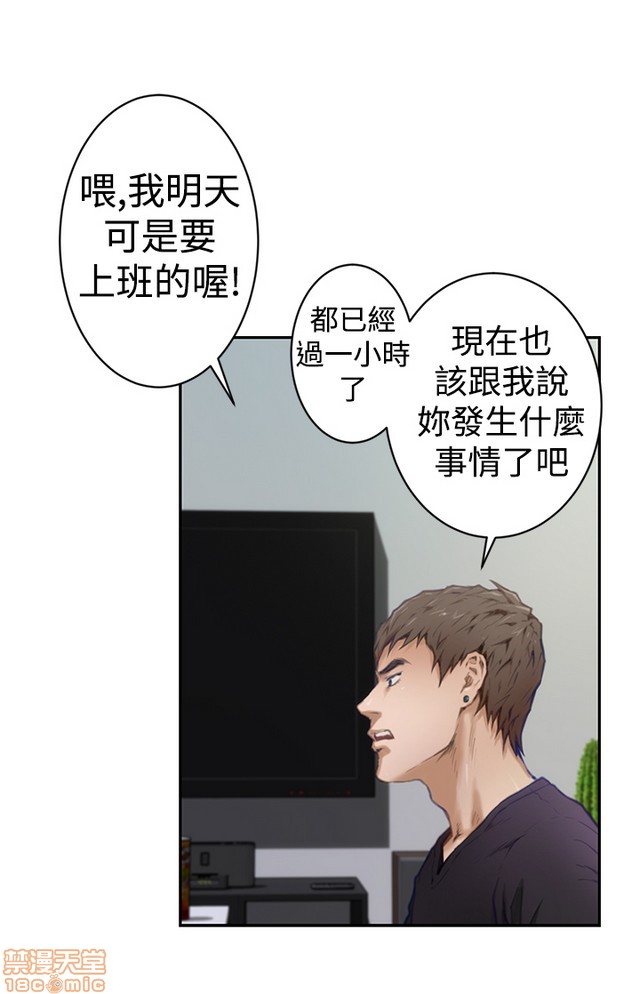 喂,我明天
可是要
上班的喔!
都已經
過一小時
了
現在也
該跟我說
妳發生什麼
事情了吧
禁漫天堂
18comic